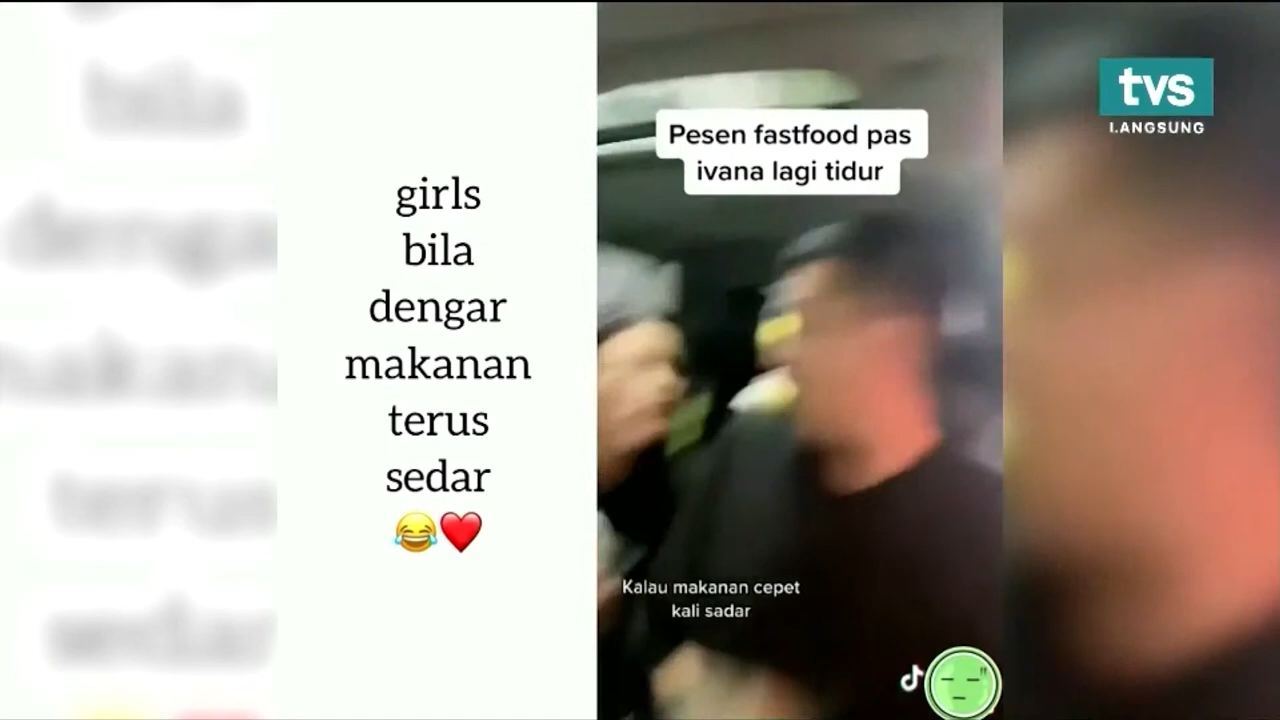 girls
bila
dengar
makanan
terus
sedar
😂❤️
Pesen fastfood pas
ivana lagi tidur
Kalau makanan cepet
kali sadar
tvs
LANGSUNG